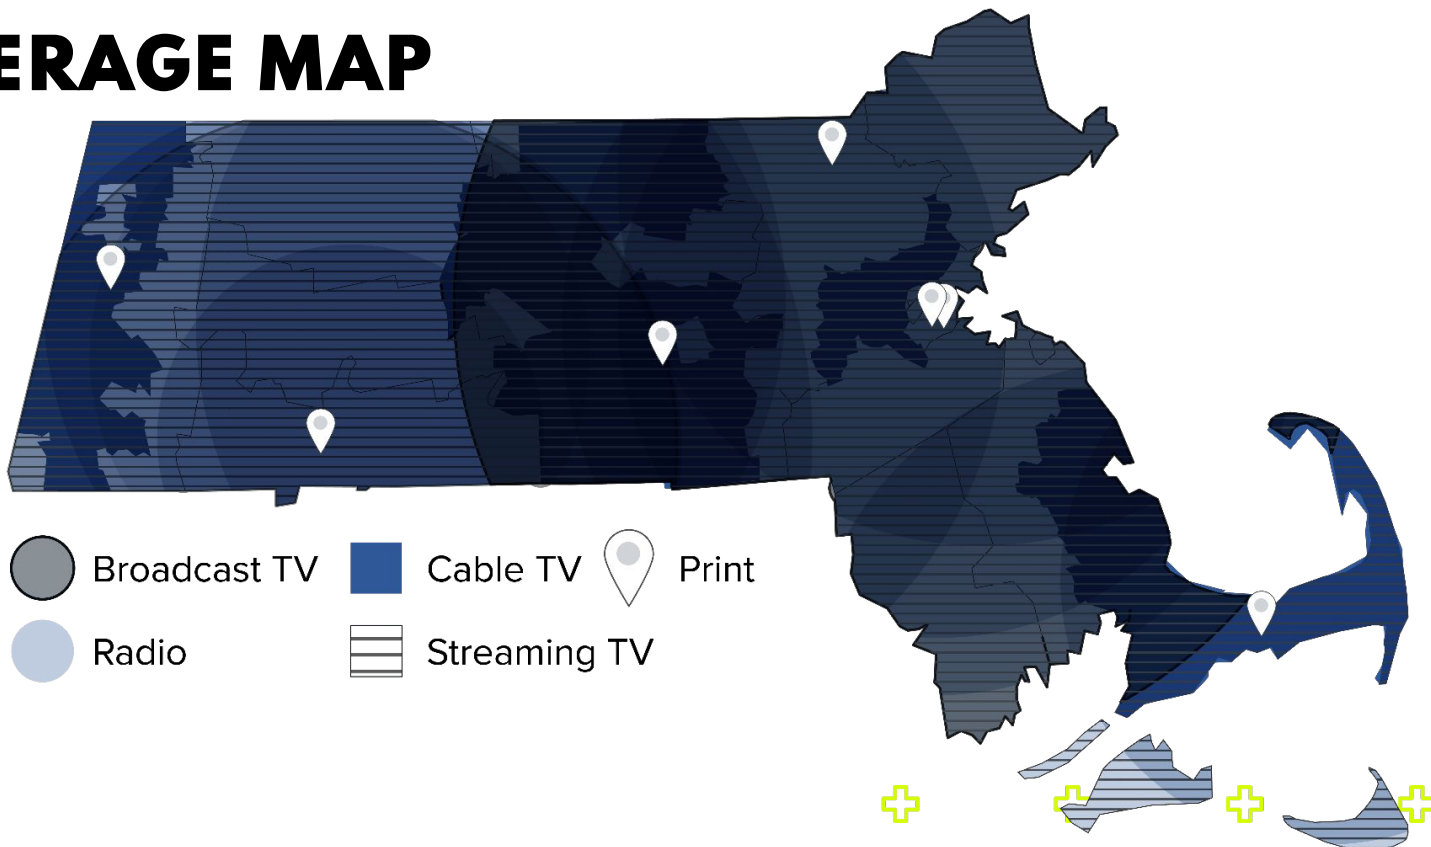 ERAGE MAP
Broadcast TV
Cable TV
Print
Radio
Streaming TV